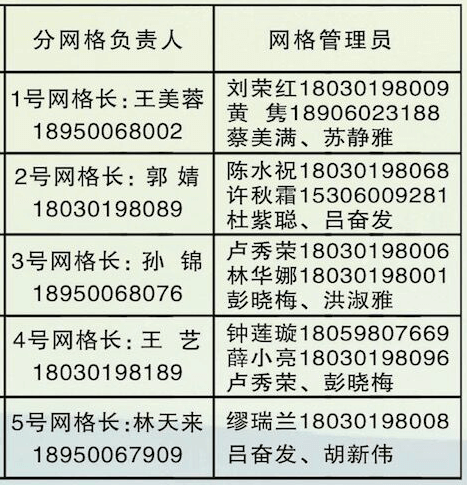 分网格负责人
网格管理员
1号网格长:王美蓉
18950068002
刘荣红18030198009
黄 隽18906023188
蔡美满、苏静雅
2号网格长:郭 婧
18030198089
陈水祝18030198068
许秋霜15306009281
杜紫聪、吕奋发
3号网格长:孙 锦
18950068076
卢秀荣18030198006
林华娜18030198001
彭晓梅、洪淑雅
4号网格长:王 艺
18030198189
钟莲璇18059807669
薛小亮18030198096
卢秀荣、彭晓梅
5号网格长:林天来
18950067909
缪瑞兰18030198008
吕奋发、胡新伟